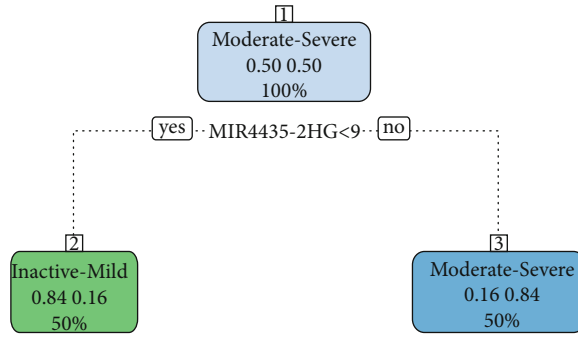 1
Moderate-Severe
0.50 0.50
100%
yes MIR4435-2HG<9 no
2
Inactive-Mild
0.84 0.16
50%
3
Moderate-Severe
0.16 0.84
50%